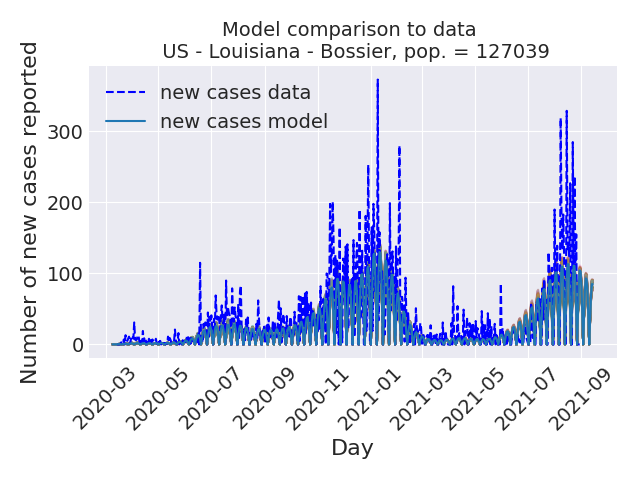 Model comparison to data
US - Louisiana - Bossier, pop. = 127039
Number of new cases reported
new cases data
new cases model
300
200
100
0
2020-03
2020-05
2020-07
2020-09
2020-11
2021-01
2021-03
2021-05
2021-07
2021-09
Day